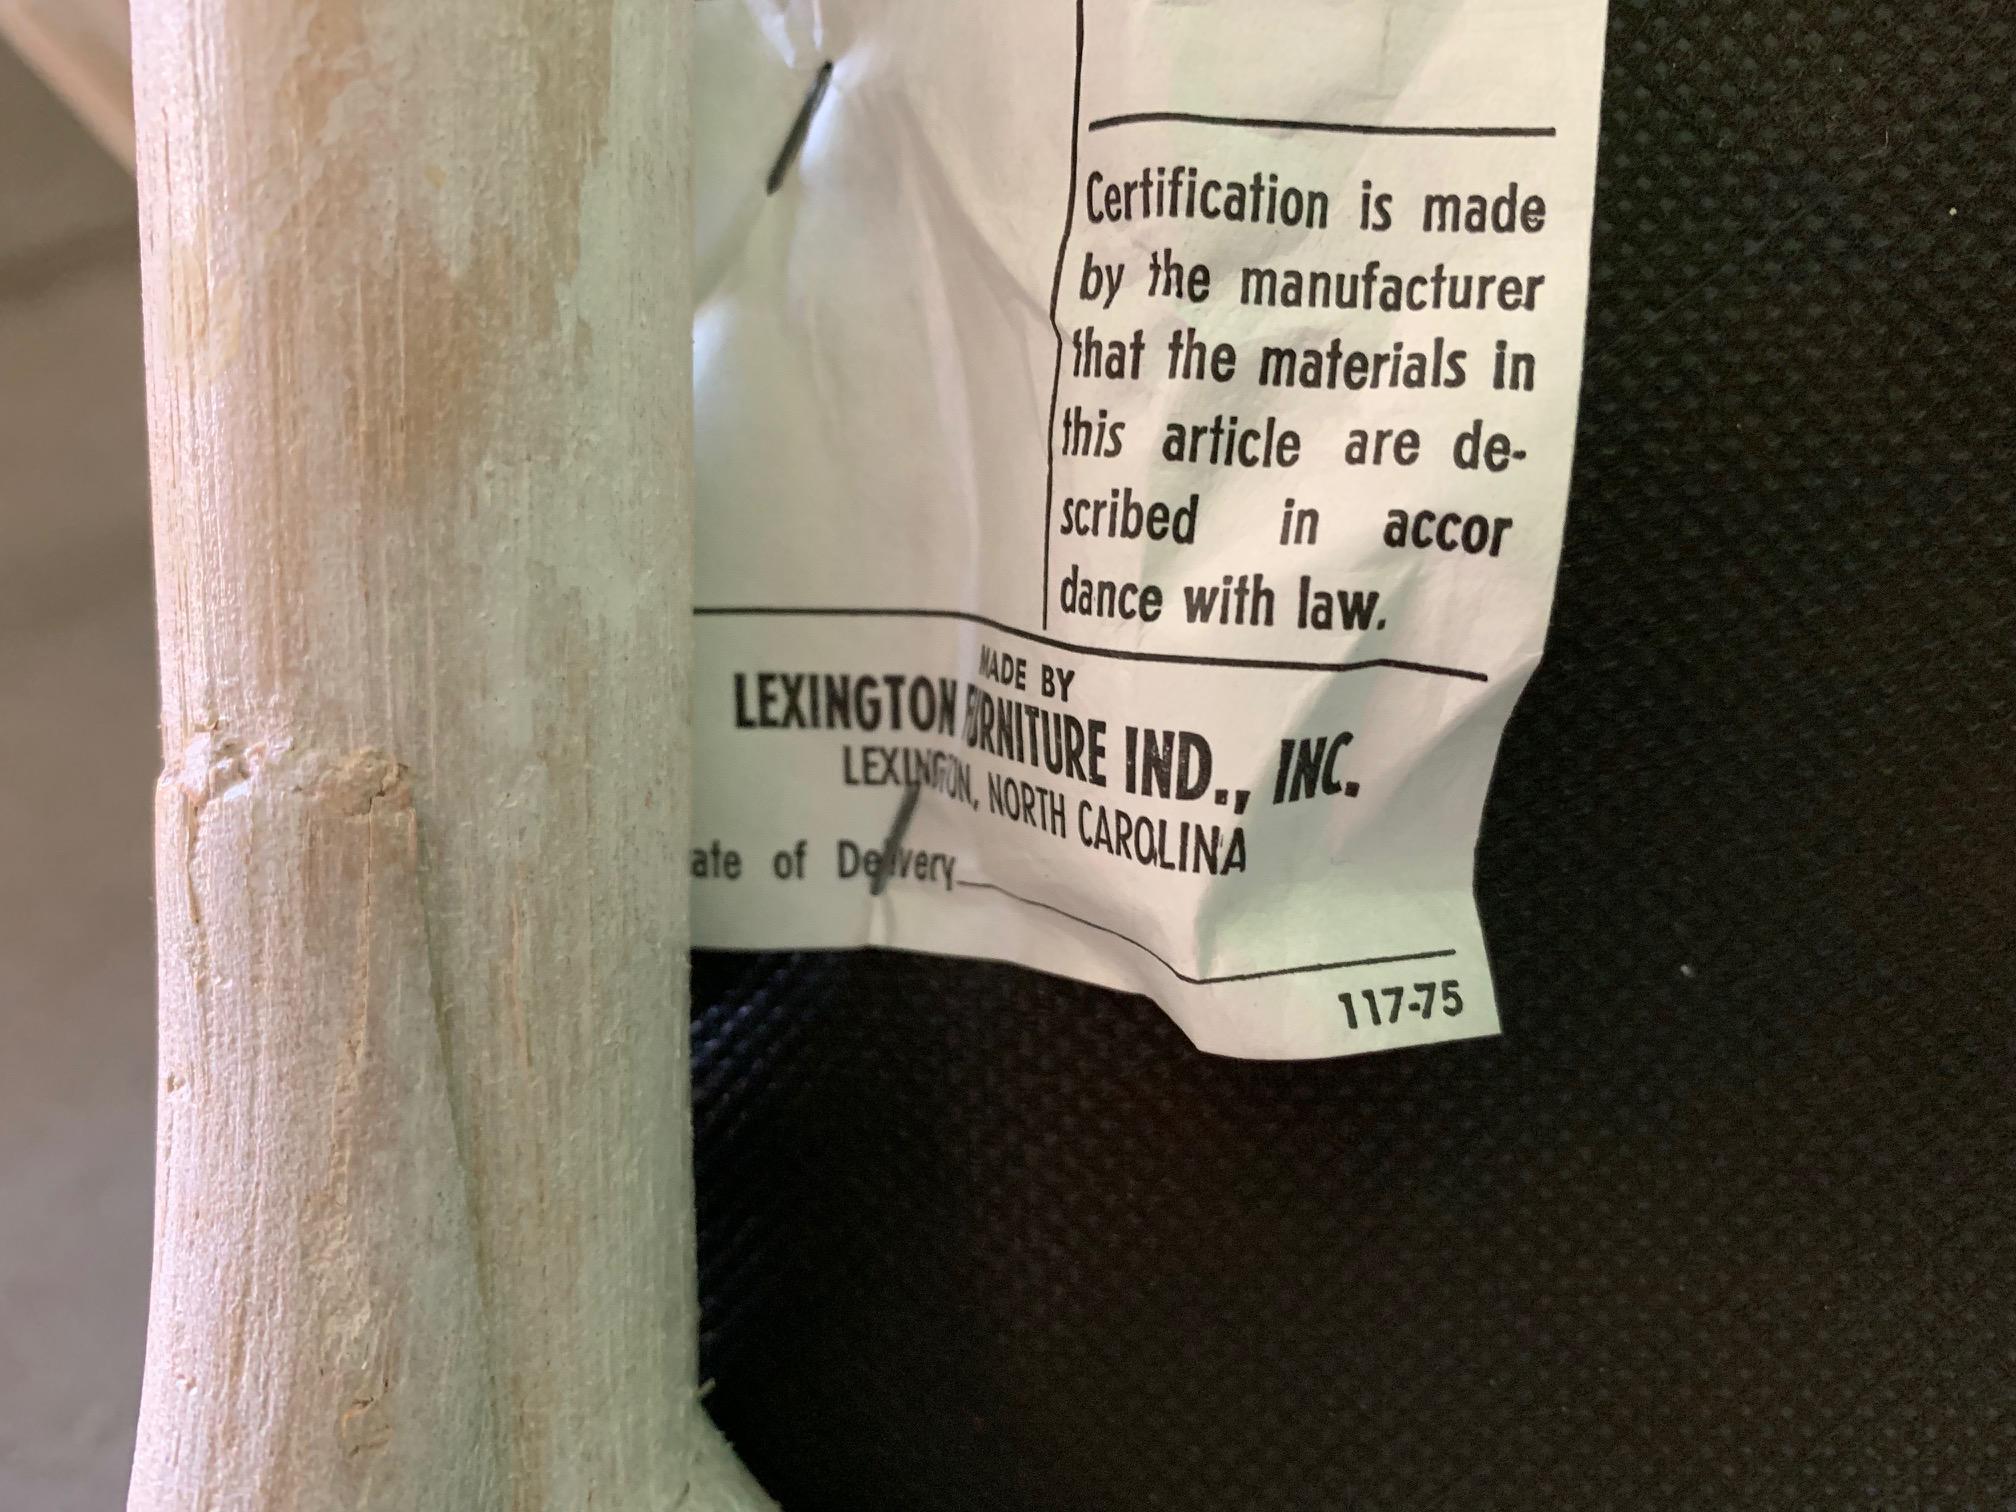 Certification is made
by the manufacturer
that the materials in
this article are de-
scribed in accor
dance with law.
MADE BY
LEXINGTON FURNITURE IND., INC.
LEXINGTON, NORTH CAROLINA
ate of Delivery
117-75